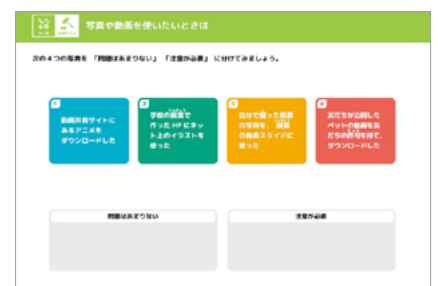 写真や動画を使いたいときは
次の4つの写真を「問題はあまりない」「注意が必要」に分けてみましょう。
1
動画共有サイトに
あるアニメを
ダウンロードした
2
学校の授業で
作ったHPにネッ
ト上のイラストを
使った
3
自分で撮った風景
の写真を、授業
の発表スライドに
使った
4
友だちが公開した
ペットの動画を友
だちの許可を得て、
ダウンロードした
問題はあまりない
注意が必要